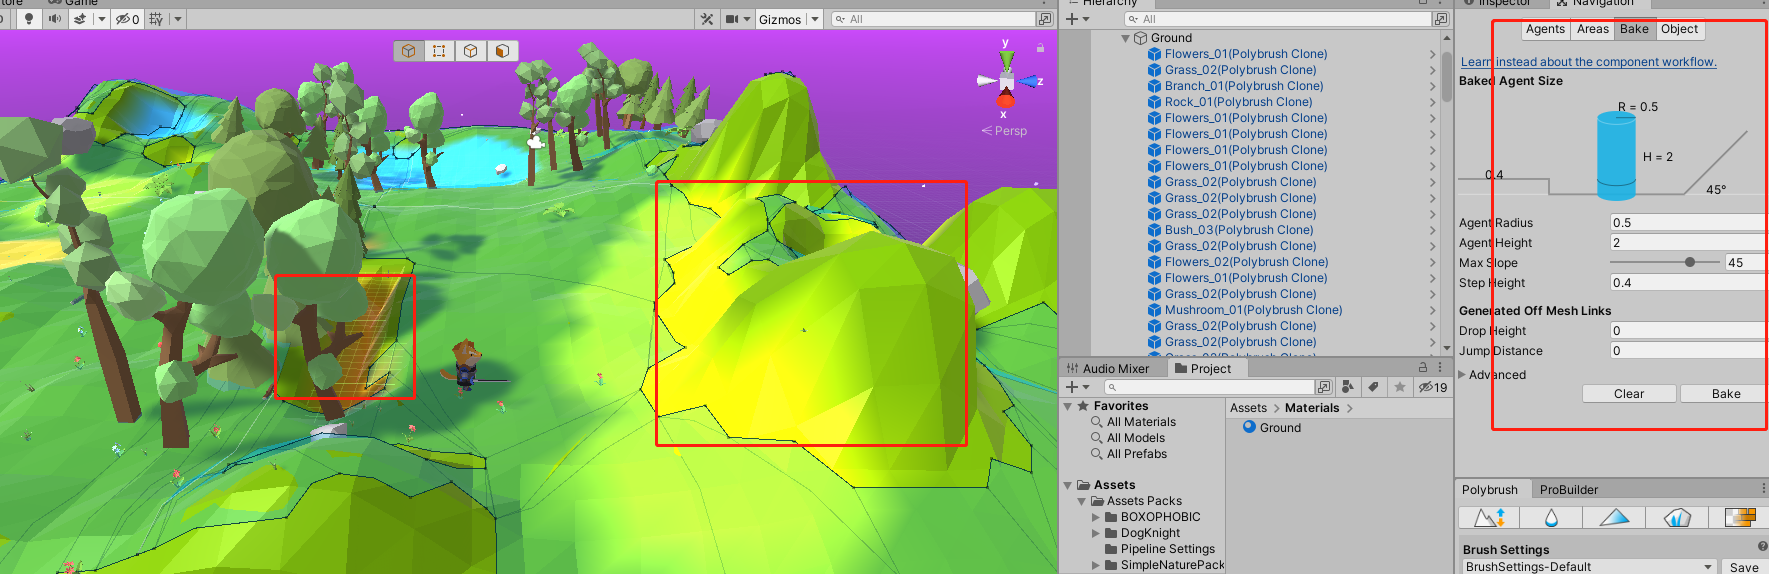 tore
Game
0
Gizmos
All
y
z
x
Persp
Hierarchy
All
Ground
Flowers_01(Polybrush Clone)
Grass_02(Polybrush Clone)
Branch_01(Polybrush Clone)
Rock_01(Polybrush Clone)
Flowers_01(Polybrush Clone)
Flowers_01(Polybrush Clone)
Flowers_01(Polybrush Clone)
Flowers_01(Polybrush Clone)
Grass_02(Polybrush Clone)
Grass_02(Polybrush Clone)
Grass_02(Polybrush Clone)
Bush_03(Polybrush Clone)
Grass_02(Polybrush Clone)
Flowers_02(Polybrush Clone)
Flowers_01(Polybrush Clone)
Grass_02(Polybrush Clone)
Mushroom_01(Polybrush Clone)
Grass_02(Polybrush Clone)
Flowers_01(Polybrush Clone)
Audio Mixer
Project
19
Favorites
All Materials
All Models
All Prefabs
Assets
Assets Packs
BOXOPHOBIC
DogKnight
Pipeline Settings
SimpleNaturePack
Assets > Materials >
Ground
Inspector
Navigation
Agents
Areas
Bake
Object
Learn instead about the component workflow.
Baked Agent Size
R = 0.5
H = 2
0.4
45°
Agent Radius
0.5
Agent Height
2
Max Slope
45
Step Height
0.4
Generated Off Mesh Links
Drop Height
0
Jump Distance
0
Advanced
Clear
Bake
Polybrush
ProBuilder
Brush Settings
BrushSettings-Default
Save